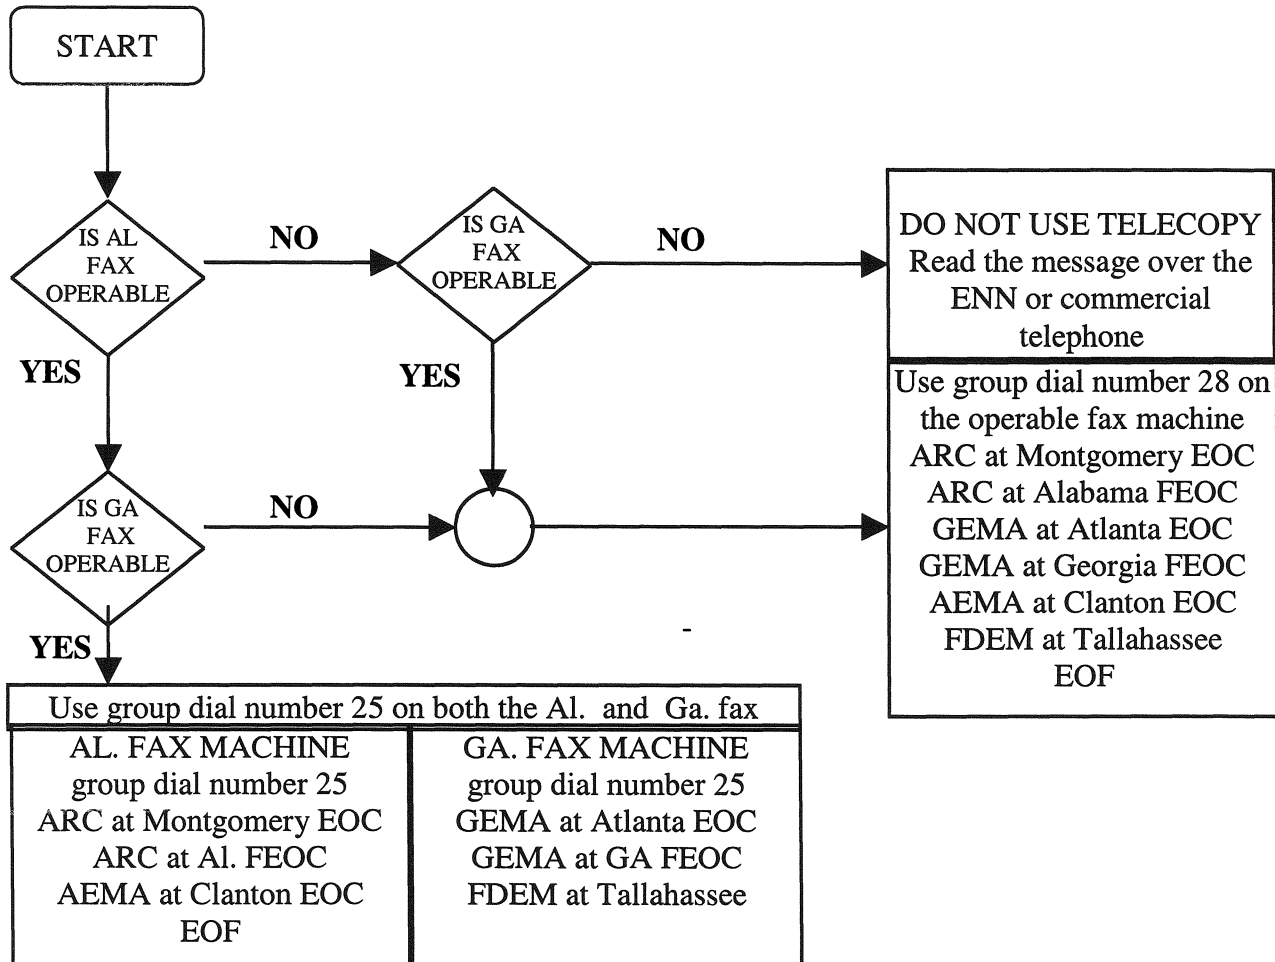 START
IS AL
FAX
OPERABLE
NO
IS GA
FAX
OPERABLE
NO
DO NOT USE TELECOPY
Read the message over the
ENN or commercial
telephone
YES
YES
Use group dial number 28 on
the operable fax machine
ARC at Montgomery EOC
ARC at Alabama FEOC
GEMA at Atlanta EOC
GEMA at Georgia FEOC
AEMA at Clanton EOC
FDEM at Tallahassee
EOF
IS GA
FAX
OPERABLE
NO
YES
Use group dial number 25 on both the Al. and Ga. fax
AL. FAX MACHINE
group dial number 25
ARC at Montgomery EOC
ARC at Al. FEOC
AEMA at Clanton EOC
EOF
GA. FAX MACHINE
group dial number 25
GEMA at Atlanta EOC
GEMA at GA FEOC
FDEM at Tallahassee